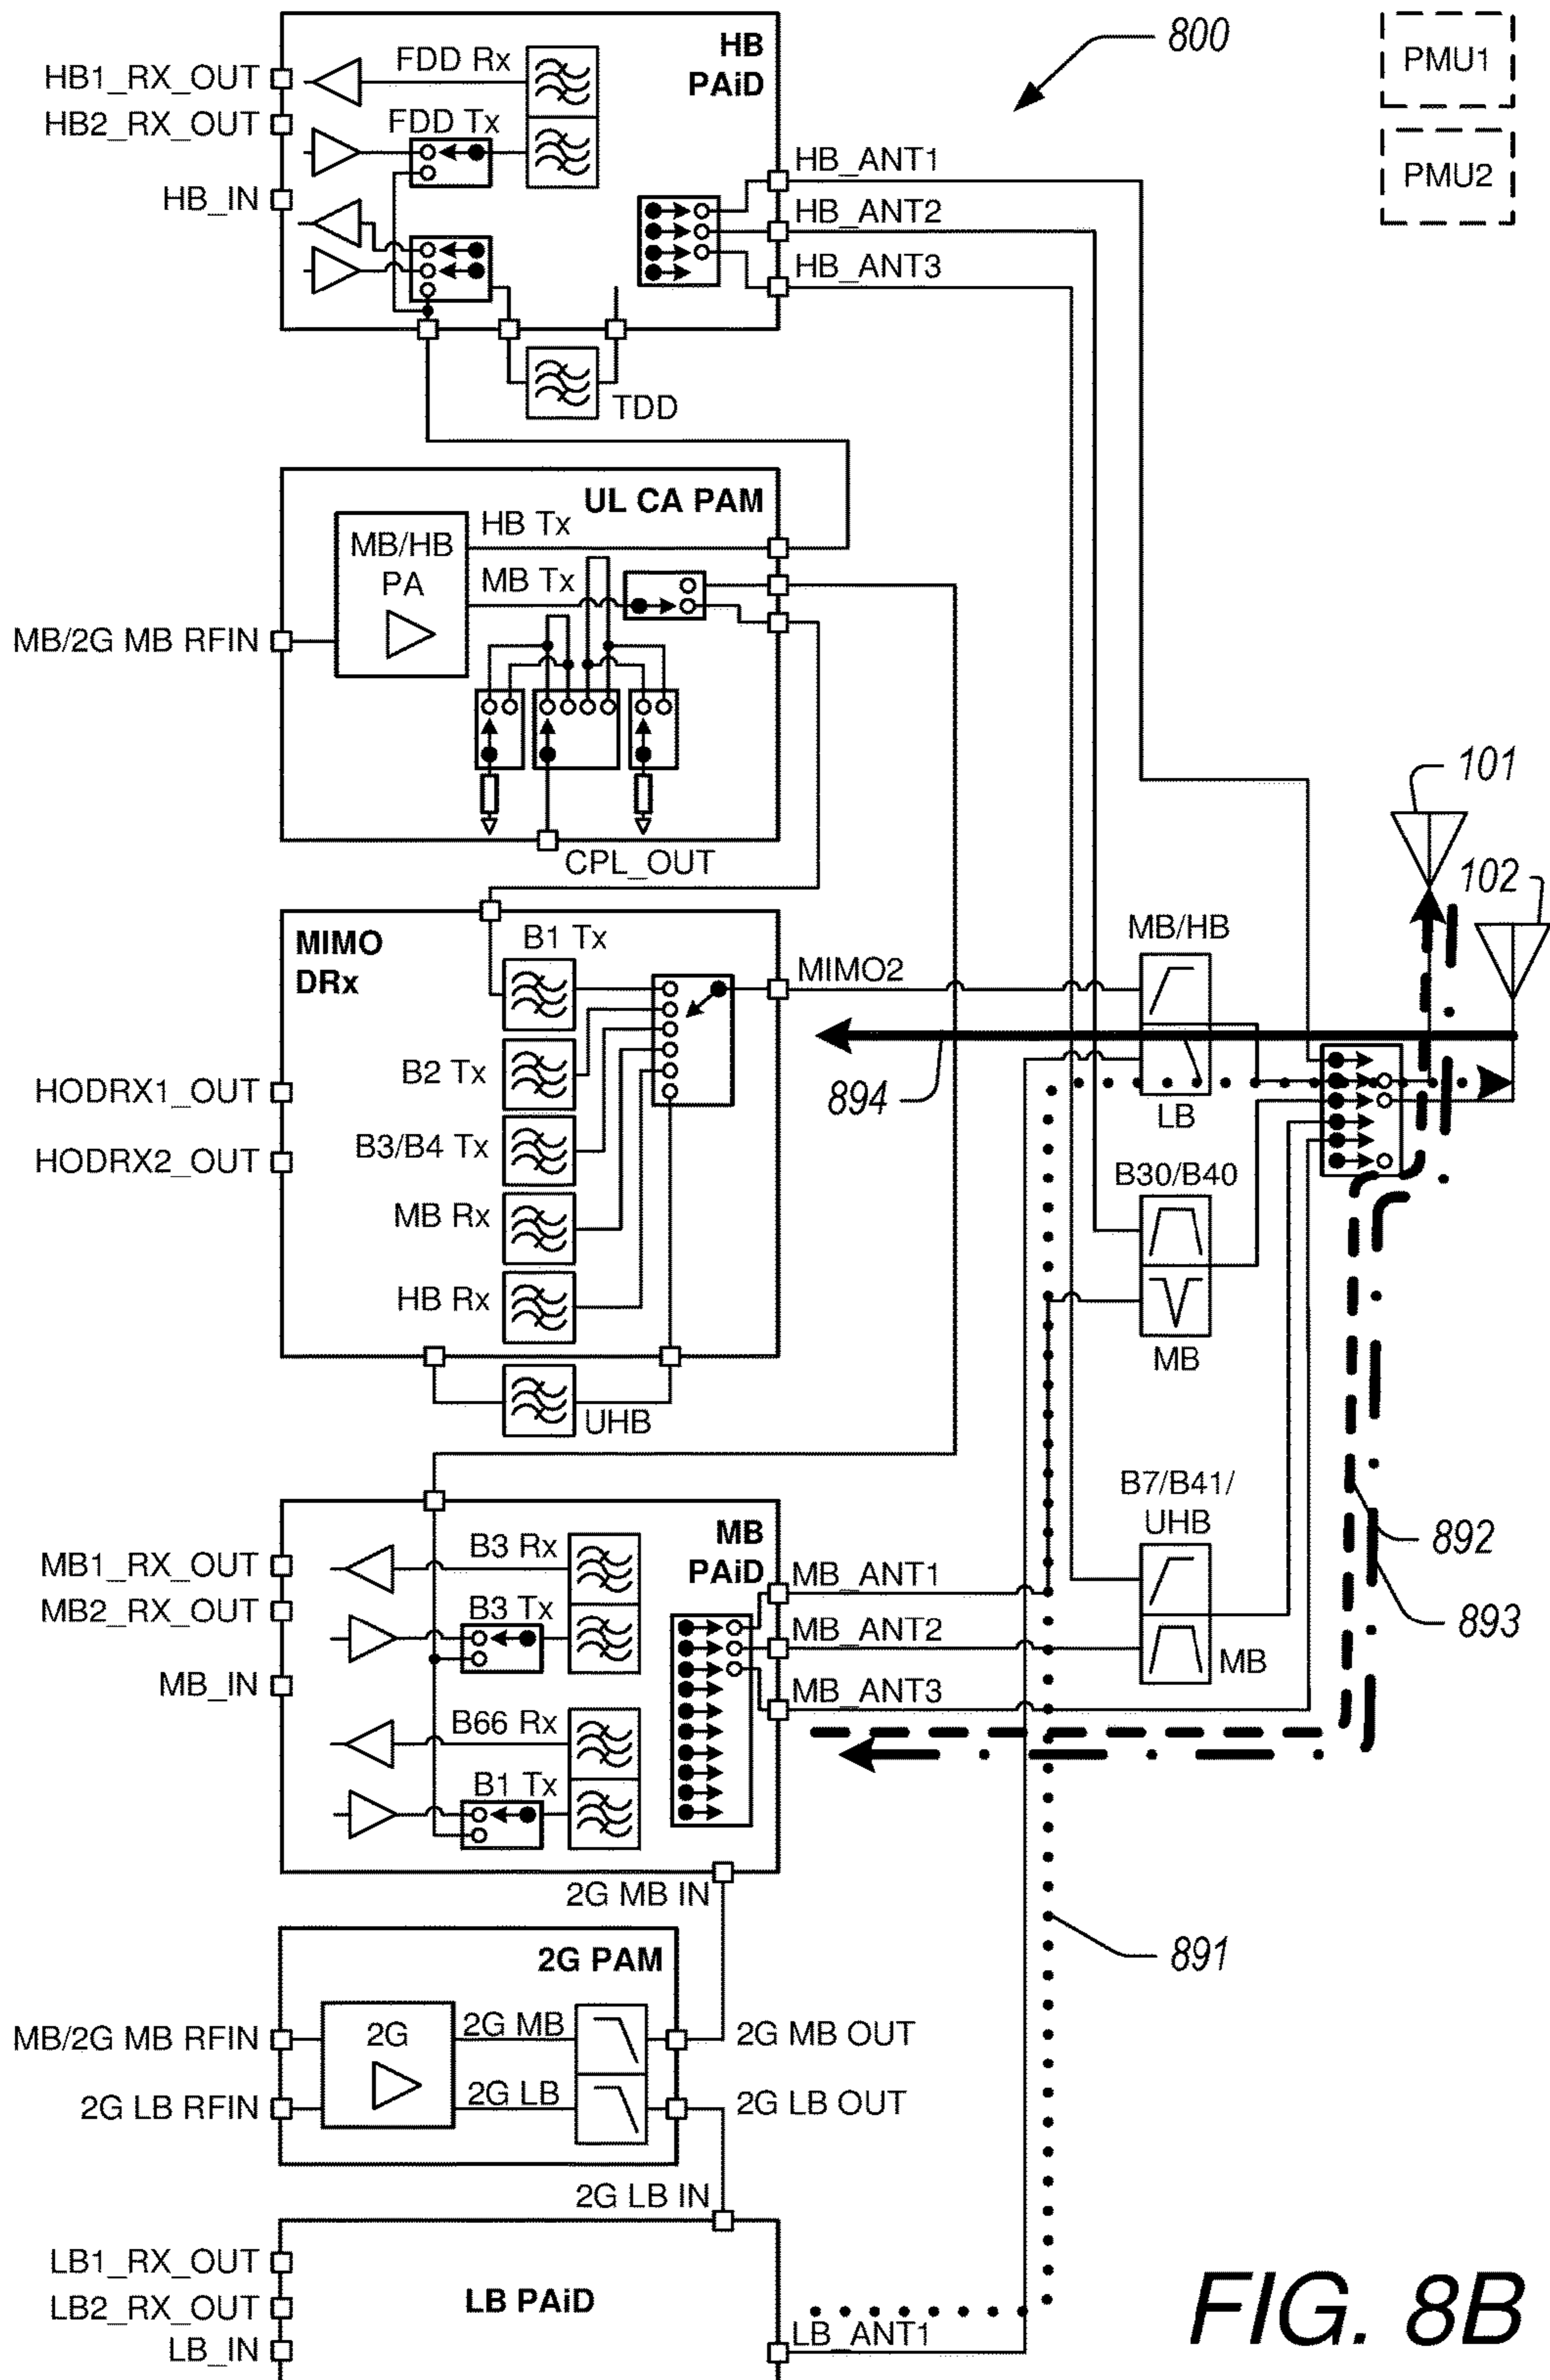 HB
PAiD
800
PMU1
PMU2
HB1_RX_OUT
FDD Rx
HB2_RX_OUT
FDD Tx
HB_IN
HB_ANT1
HB_ANT2
HB_ANT3
TDD
UL CA PAM
HB Tx
MB/HB
PA
MB Tx
MB/2G MB RFIN
CPL_OUT
101
102
MIMO
DRx
B1 Tx
MIMO2
MB/HB
B2 Tx
894
LB
HODRX1_OUT
B3/B4 Tx
HODRX2_OUT
B30/B40
MB Rx
HB Rx
MB
UHB
B7/B41/
UHB
892
MB
PAiD
B3 Rx
MB1_RX_OUT
MB_ANT1
MB2_RX_OUT
B3 Tx
MB_ANT2
893
MB
MB_IN
MB_ANT3
B66 Rx
B1 Tx
2G MB IN
891
2G PAM
MB/2G MB RFIN
2G
2G MB
2G MB OUT
2G LB RFIN
2G LB
2G LB OUT
2G LB IN
LB1_RX_OUT
LB PAiD
LB2_RX_OUT
LB_IN
LB_ANT1
FIG. 8B